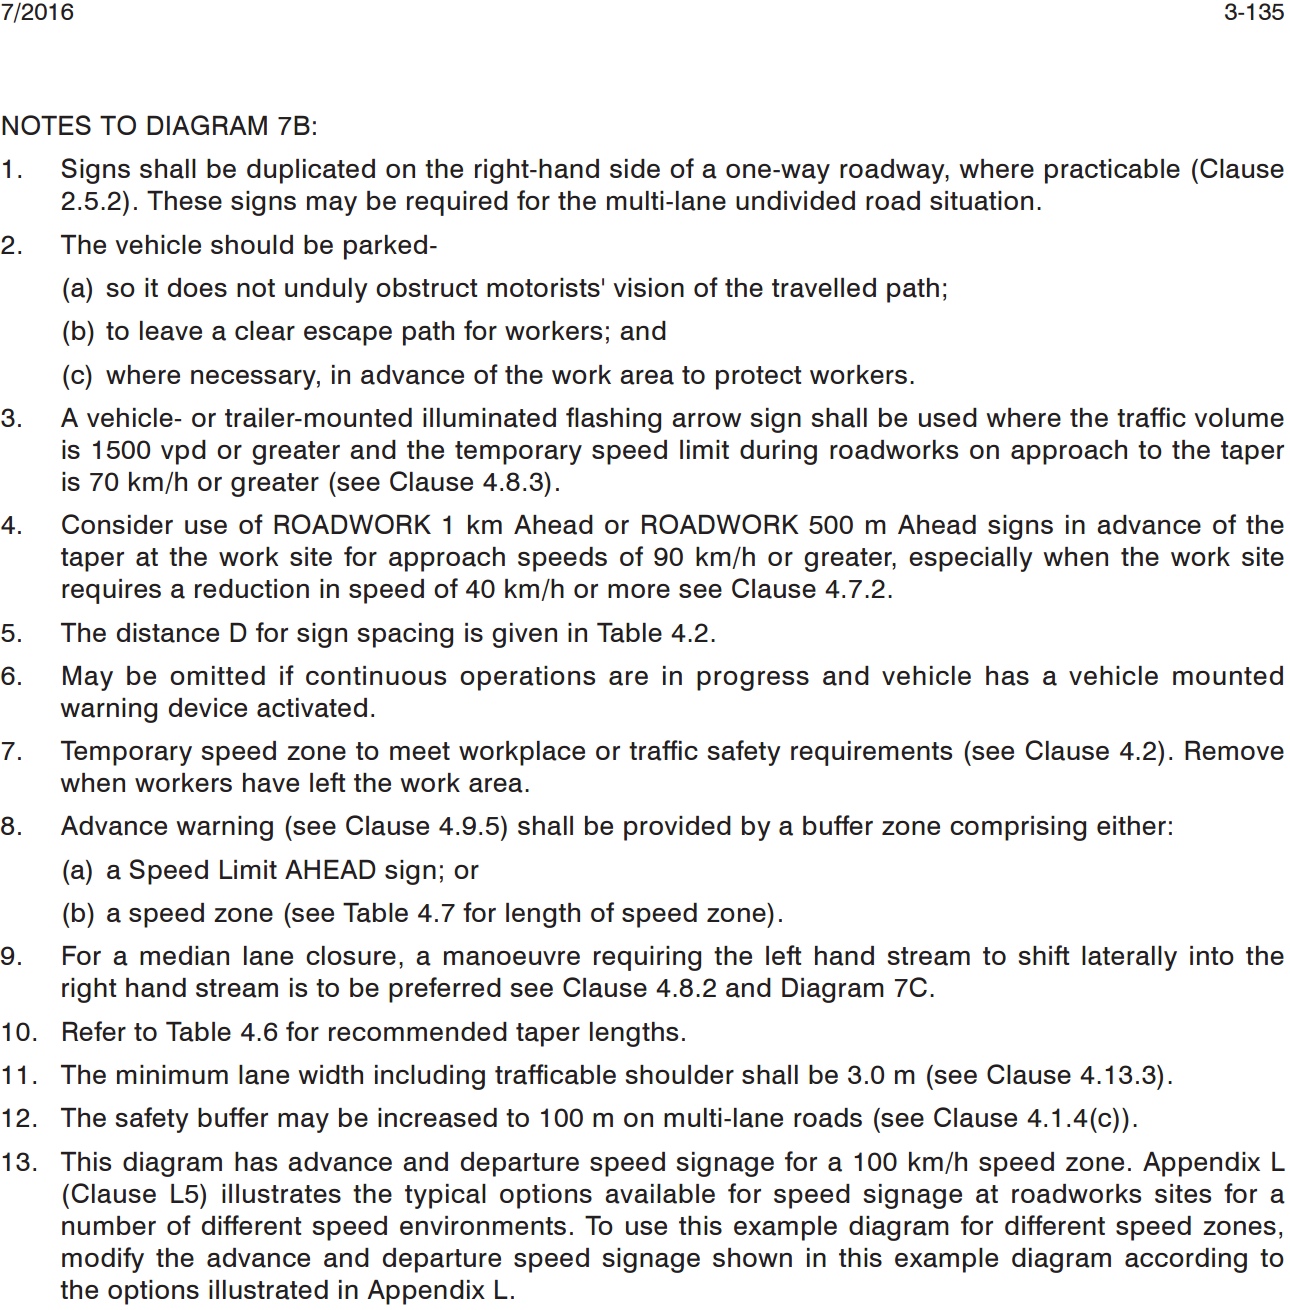 7/2016 3-135
NOTES TO DIAGRAM 7B:
1. Signs shall be duplicated on the right-hand side of a one-way roadway, where practicable (Clause
2.5.2). These signs may be required for the multi-lane undivided road situation.
2. The vehicle should be parked-
(a) so it does not unduly obstruct motorists' vision of the travelled path;
(b) to leave a clear escape path for workers; and
(c) where necessary, in advance of the work area to protect workers.
3. A vehicle- or trailer-mounted illuminated flashing arrow sign shall be used where the traffic volume
is 1500 vpd or greater and the temporary speed limit during roadworks on approach to the taper
is 70 km/h or greater (see Clause 4.8.3).
4. Consider use of ROADWORK 1 km Ahead or ROADWORK 500 m Ahead signs in advance of the
taper at the work site for approach speeds of 90 km/h or greater, especially when the work site
requires a reduction in speed of 40 km/h or more see Clause 4.7.2.
5. The distance D for sign spacing is given in Table 4.2.
6. May be omitted if continuous operations are in progress and vehicle has a vehicle mounted
warning device activated.
7. Temporary speed zone to meet workplace or traffic safety requirements (see Clause 4.2). Remove
when workers have left the work area.
8. Advance warning (see Clause 4.9.5) shall be provided by a buffer zone comprising either:
(a) a Speed Limit AHEAD sign; or
(b) a speed zone (see Table 4.7 for length of speed zone).
9. For a median lane closure, a manoeuvre requiring the left hand stream to shift laterally into the
right hand stream is to be preferred see Clause 4.8.2 and Diagram 7C.
10. Refer to Table 4.6 for recommended taper lengths.
11. The minimum lane width including trafficable shoulder shall be 3.0 m (see Clause 4.13.3).
12. The safety buffer may be increased to 100 m on multi-lane roads (see Clause 4.1.4(c)).
13. This diagram has advance and departure speed signage for a 100 km/h speed zone. Appendix L
(Clause L5) illustrates the typical options available for speed signage at roadworks sites for a
number of different speed environments. To use this example diagram for different speed zones,
modify the advance and departure speed signage shown in this example diagram according to
the options illustrated in Appendix L.